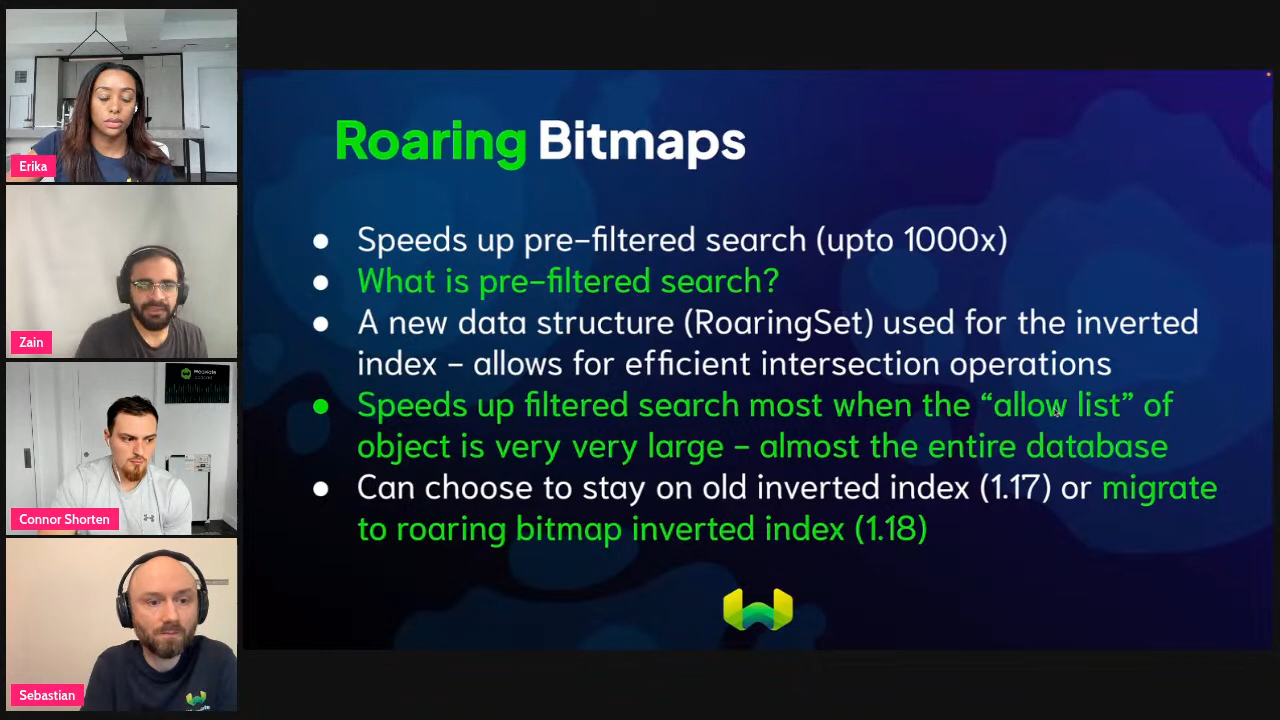 Erika
Zain
Connor Shorten
Sebastian
Roaring Bitmaps
● Speeds up pre-filtered search (upto 1000x)
● What is pre-filtered search?
● A new data structure (RoaringSet) used for the inverted
index - allows for efficient intersection operations
● Speeds up filtered search most when the “allow list” of
object is very very large - almost the entire database
● Can choose to stay on old inverted index (1.17) or migrate
to roaring bitmap inverted index (1.18)